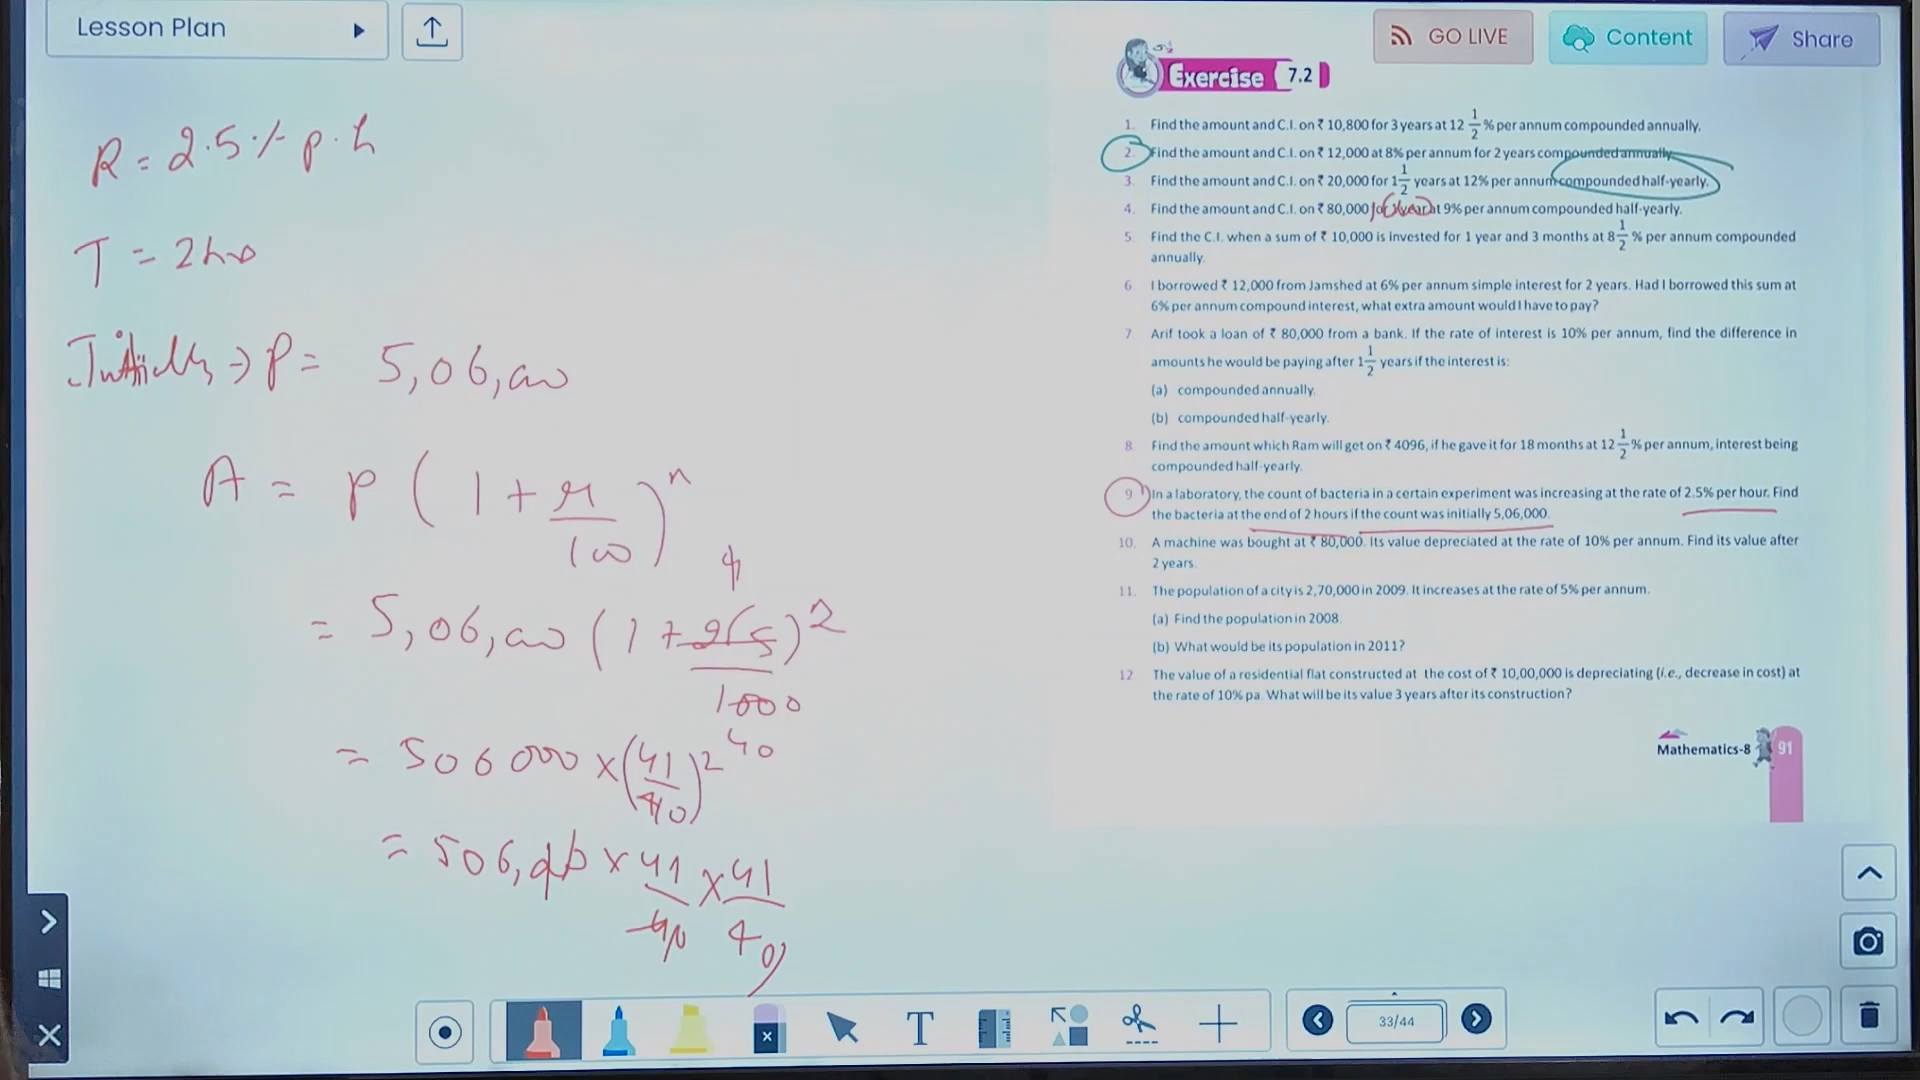 Lesson Plan
GO LIVE
Content
Share
R = 2.5 % p.h
T = 2 hrs
Initially → P = 5,06,000
A = P ( 1 + r/100 )^n
= 5,06,000 ( 1 + 25/1000 )^2
40
= 506000 × (41/40)^2
= 506,000 × 41/40 × 41/40
Exercise 7.2
1. Find the amount and C.I. on ₹ 10,800 for 3 years at 12 1/2 % per annum compounded annually.
2. Find the amount and C.I. on ₹ 12,000 at 8% per annum for 2 years compounded annually.
3. Find the amount and C.I. on ₹ 20,000 for 1 1/2 years at 12% per annum compounded half-yearly.
4. Find the amount and C.I. on ₹ 80,000 for 1 year at 9% per annum compounded half-yearly.
5. Find the C.I. when a sum of ₹ 10,000 is invested for 1 year and 3 months at 8 1/2 % per annum compounded
annually.
6. I borrowed ₹ 12,000 from Jamshed at 6% per annum simple interest for 2 years. Had I borrowed this sum at
6% per annum compound interest, what extra amount would I have to pay?
7. Arif took a loan of ₹ 80,000 from a bank. If the rate of interest is 10% per annum, find the difference in
amounts he would be paying after 1 1/2 years if the interest is:
(a) compounded annually.
(b) compounded half-yearly.
8. Find the amount which Ram will get on ₹ 4096, if he gave it for 18 months at 12 1/2 % per annum, interest being
compounded half-yearly.
9. In a laboratory, the count of bacteria in a certain experiment was increasing at the rate of 2.5% per hour. Find
the bacteria at the end of 2 hours if the count was initially 5,06,000.
10. A machine was bought at ₹ 80,000. Its value depreciated at the rate of 10% per annum. Find its value after
2 years.
11. The population of a city is 2,70,000 in 2009. It increases at the rate of 5% per annum.
(a) Find the population in 2008.
(b) What would be its population in 2011?
12. The value of a residential flat constructed at the cost of ₹ 10,00,000 is depreciating (i.e., decrease in cost) at
the rate of 10% pa. What will be its value 3 years after its construction?
Mathematics-8 91
T
33/44